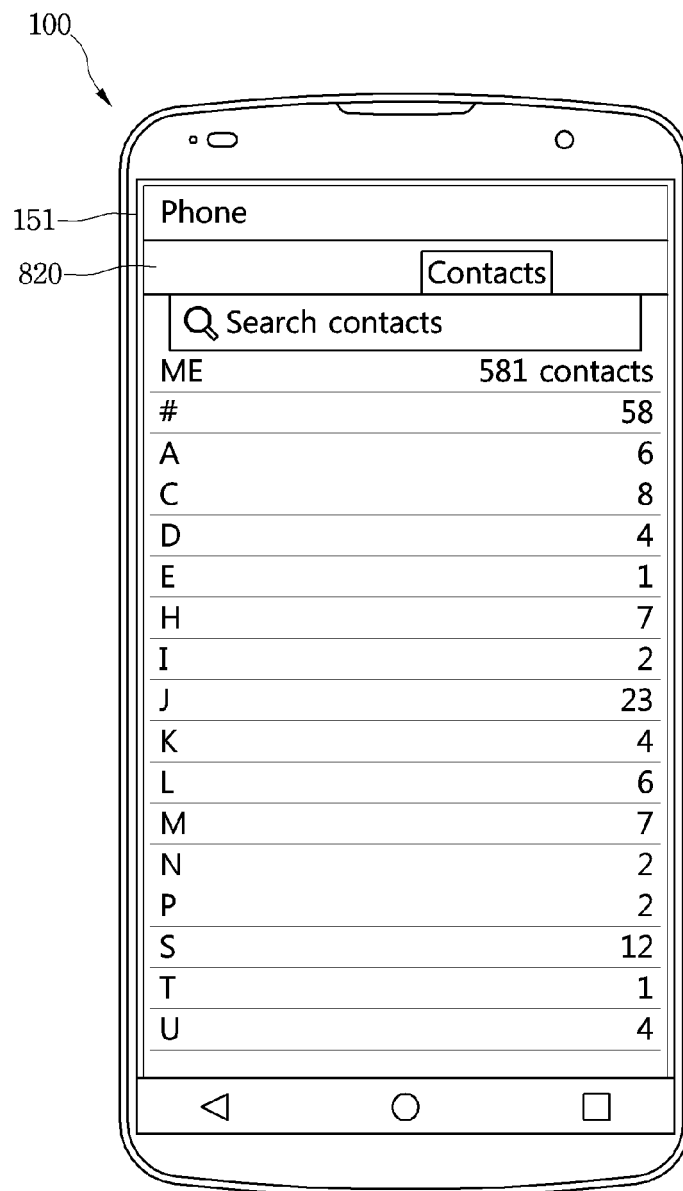 100
151
Phone
820
Contacts
Search contacts
ME 581 contacts
# 58
A 6
C 8
D 4
E 1
H 7
I 2
J 23
K 4
L 6
M 7
N 2
P 2
S 12
T 1
U 4